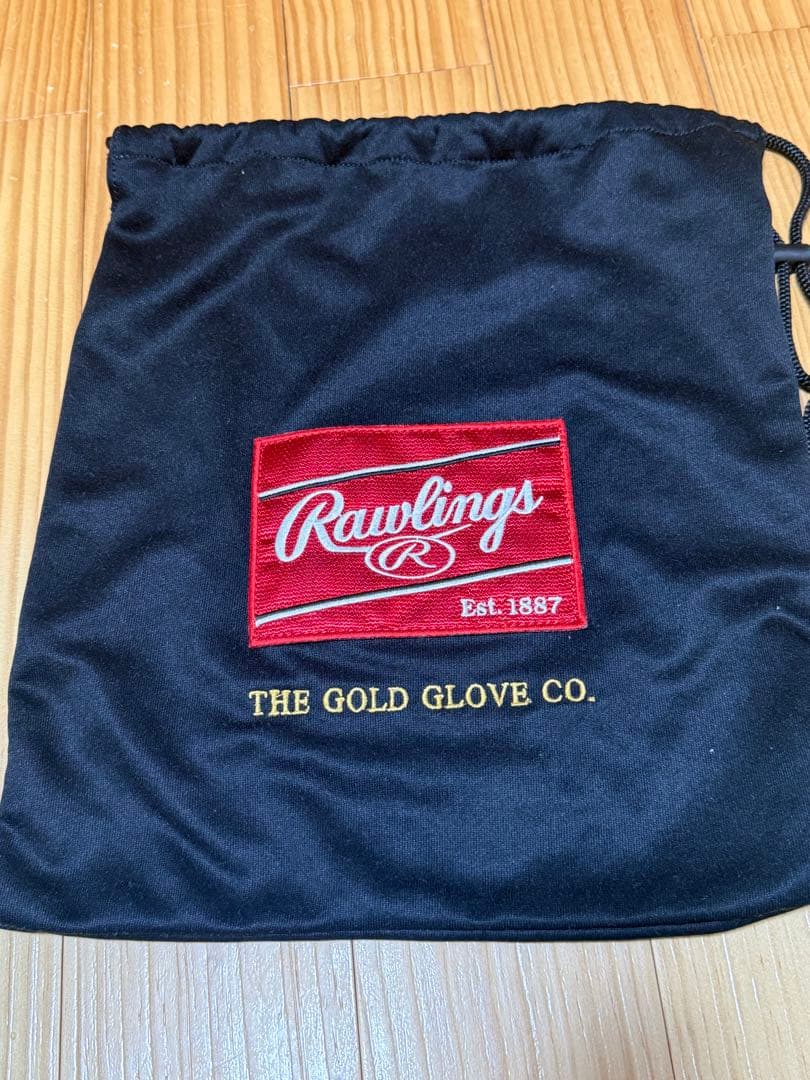 Rawlings
R
Est. 1887
THE GOLD GLOVE CO.